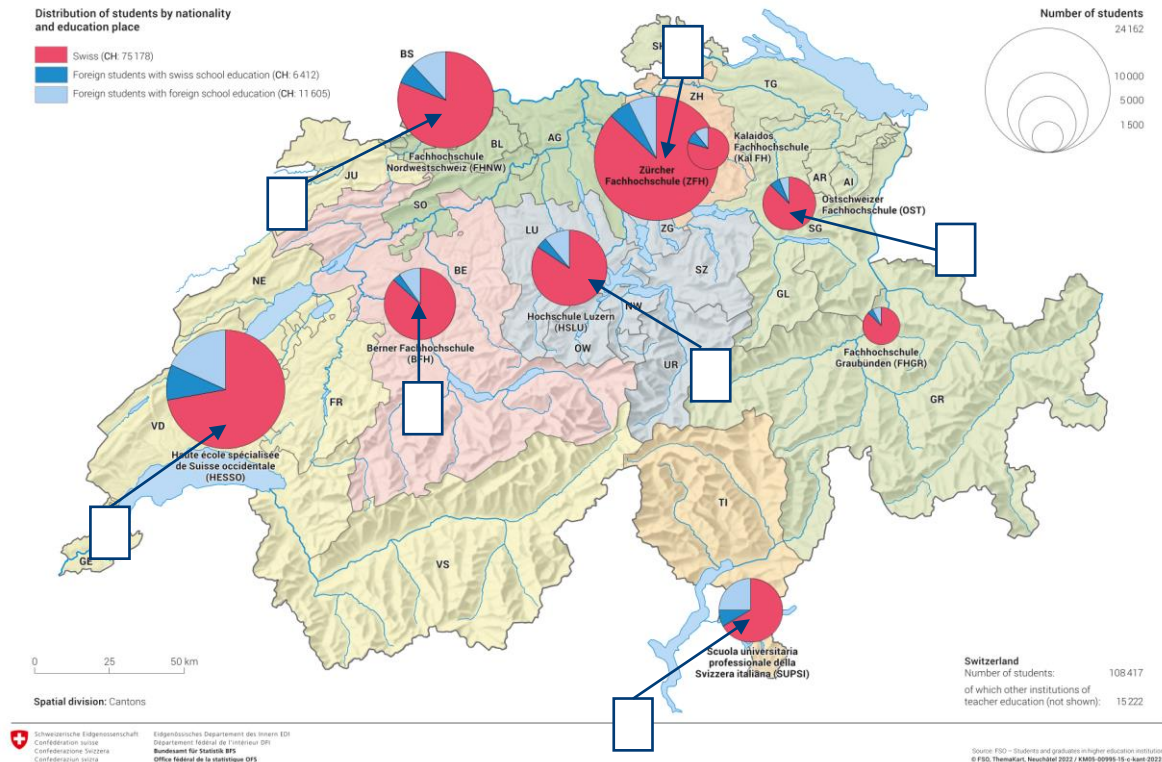 Distribution of students by nationality
and education place
Swiss (CH: 75 178)
Foreign students with swiss school education (CH: 6 412)
Foreign students with foreign school education (CH: 11 605)
Number of students
24 162
10 000
5 000
1 500
BS
SH
TG
ZH
BL
AG
Fachhochschule
Nordwestschweiz (FHNW)
Kalaidos
Fachhochschule
(Kal FH)
Zürcher
Fachhochschule (ZFH)
JU
SO
AR
AI
Ostschweizer
Fachhochschule (OST)
SG
LU
ZG
NE
BE
SZ
GL
NW
Hochschule Luzern
(HSLU)
OW
Berner Fachhochschule
(BFH)
UR
Fachhochschule
Graubünden (FHGR)
GR
FR
VD
Haute école spécialisée
de Suisse occidentale
(HESSO)
TI
GE
VS
Scuola universitaria
professionale della
Svizzera italiana (SUPSI)
0 25 50 km
Spatial division: Cantons
Switzerland
Number of students: 108 417
of which other institutions of
teacher education (not shown): 15 222
Schweizerische Eidgenossenschaft
Confédération suisse
Confederazione Svizzera
Confederaziun svizra
Eidgenössisches Departement des Innern EDI
Département fédéral de l'intérieur DFI
Bundesamt für Statistik BFS
Office fédéral de la statistique OFS
Source: FSO – Students and graduates in higher education institution
© FSO, ThemaKart, Neuchâtel 2022 / KM05-00995-15-c-kant-2022